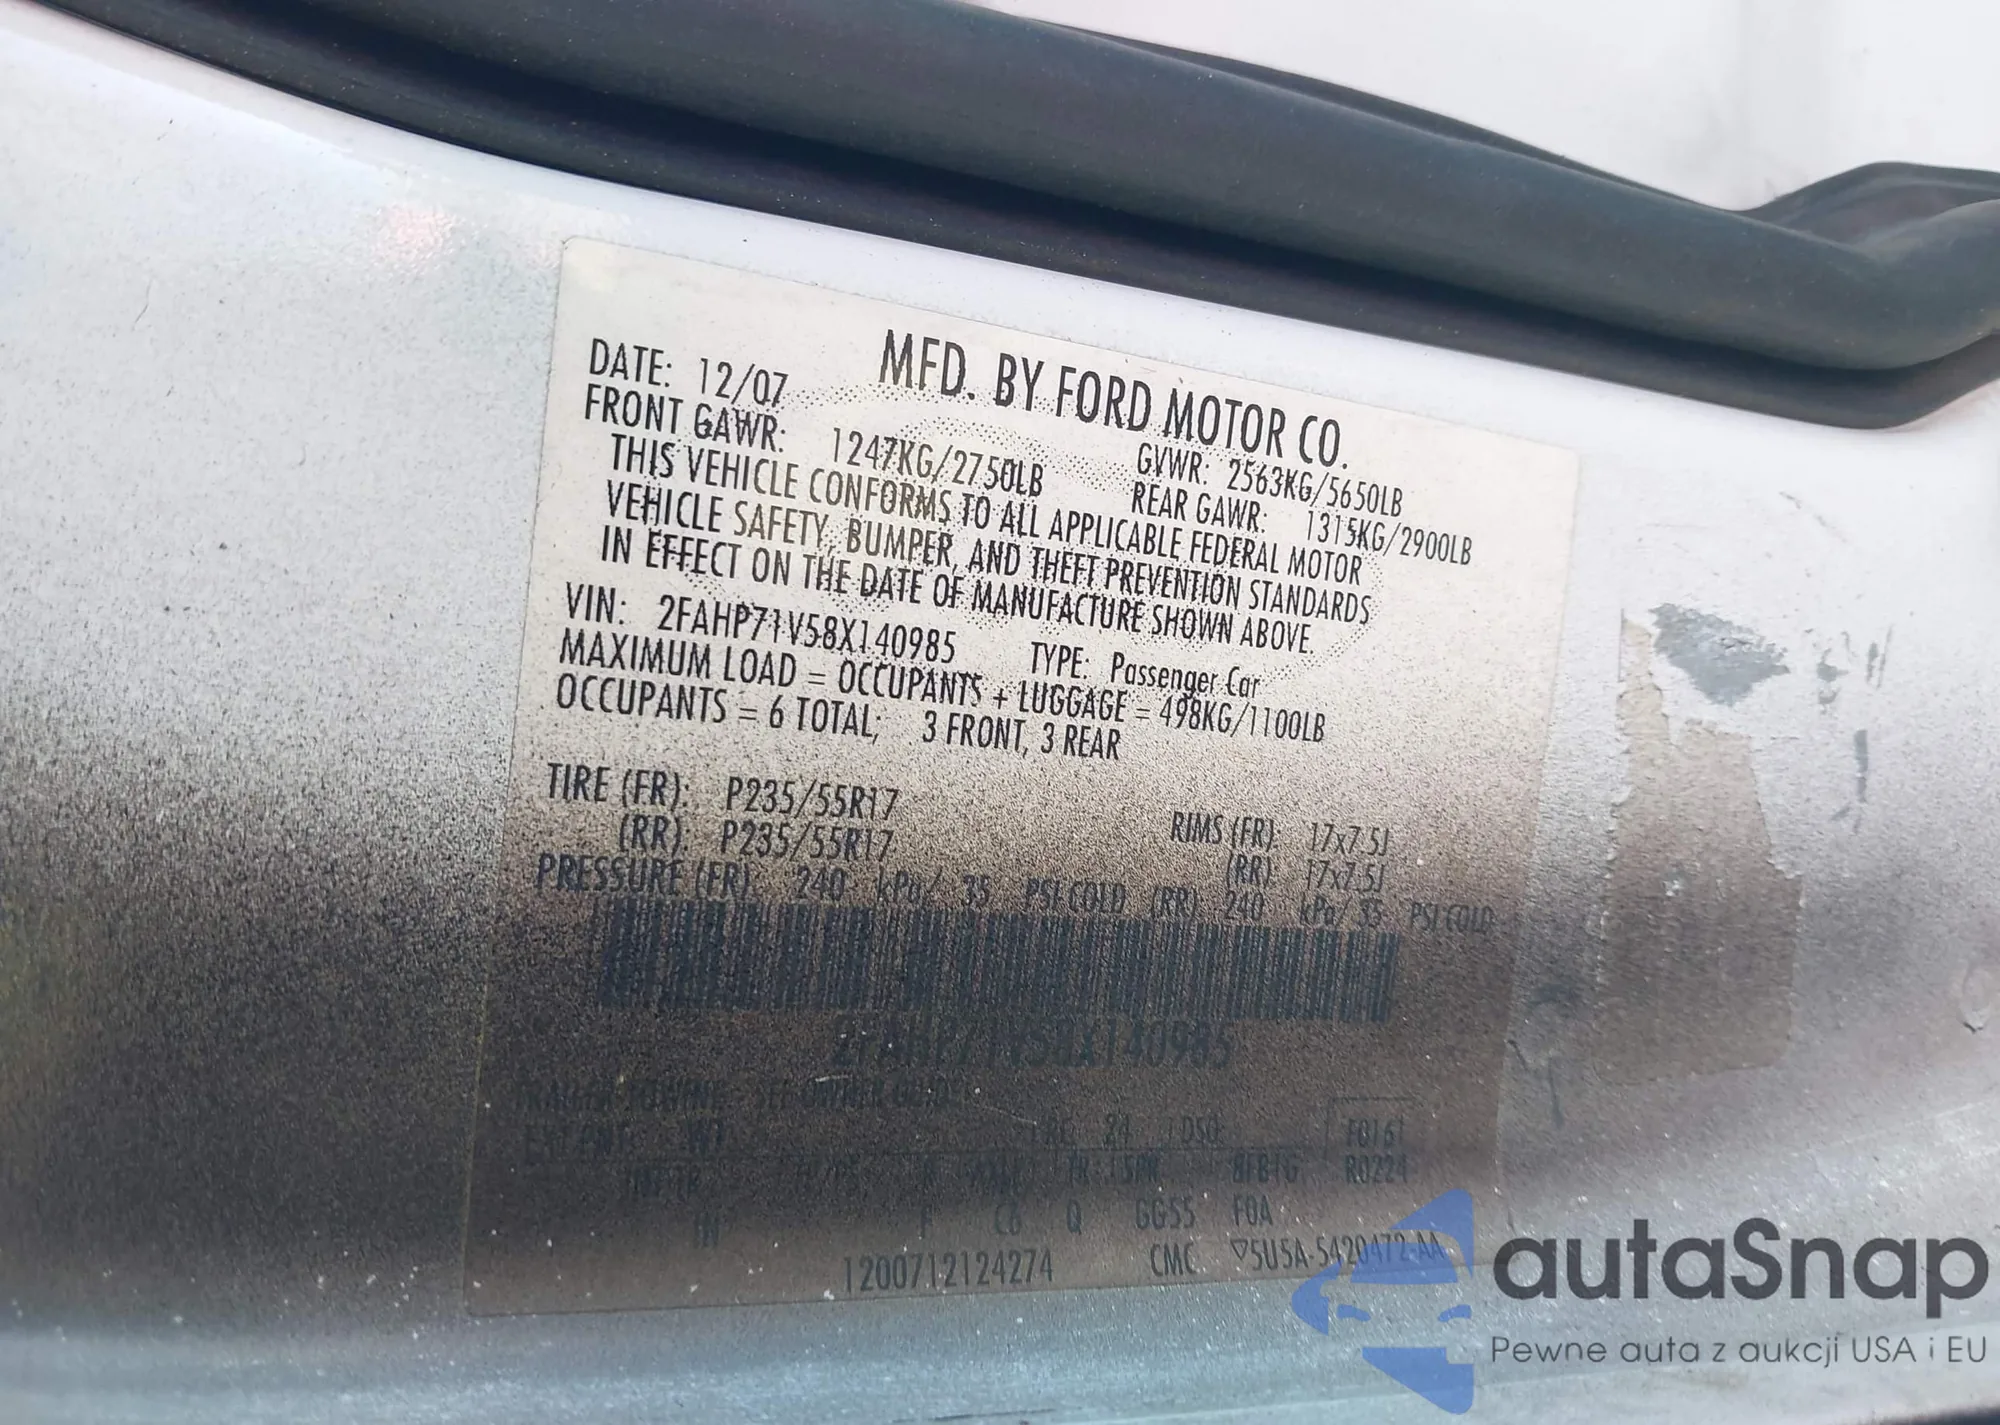 MFD. BY FORD MOTOR CO.
DATE: 12/07
GVWR: 2563KG/5650LB
FRONT GAWR: 1247KG/2750LB
REAR GAWR: 1315KG/2900LB
THIS VEHICLE CONFORMS TO ALL APPLICABLE FEDERAL MOTOR
VEHICLE SAFETY, BUMPER, AND THEFT PREVENTION STANDARDS
IN EFFECT ON THE DATE OF MANUFACTURE SHOWN ABOVE.
VIN: 2FAHP71V58X140985
TYPE: Passenger Car
MAXIMUM LOAD = OCCUPANTS + LUGGAGE = 498KG/1100LB
OCCUPANTS = 6 TOTAL; 3 FRONT, 3 REAR
TIRE (FR): P235/55R17
RIMS (FR): 17x7.5J
(RR): P235/55R17
(RR): 17x7.5J
PRESSURE (FR): 240 kPa/ 35 PSI COLD (RR) 240 kPa/ 35 PSI COLD
2FAHP71V58X140985
24 DSO: F0161
R0224
F C6 Q GG55 FOA
1200712124274 CMC ▽5U5A-5420472-AA
autaSnap
Pewne auta z aukcji USA i EU